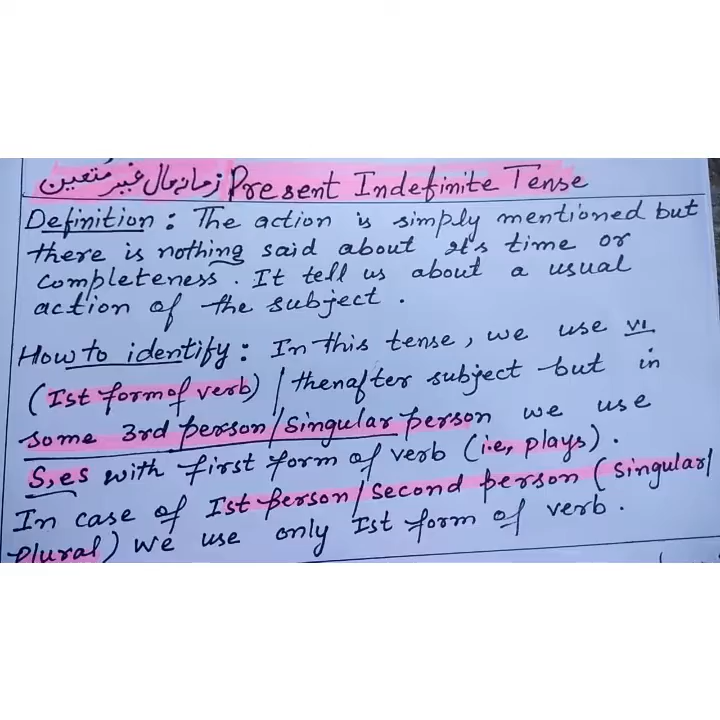 زمانہ حال غیر متعین Present Indefinite Tense
Definition : The action is simply mentioned but
there is nothing said about it's time or
completeness. It tell us about a usual
action of the subject .
How to identify : In this tense, we use V1
(Ist form of verb) / thenafter subject but in
some 3rd person/Singular person we use
S, es with first form of verb (i.e, plays) .
In case of Ist person/second person (singular/
plural) we use only Ist form of verb .